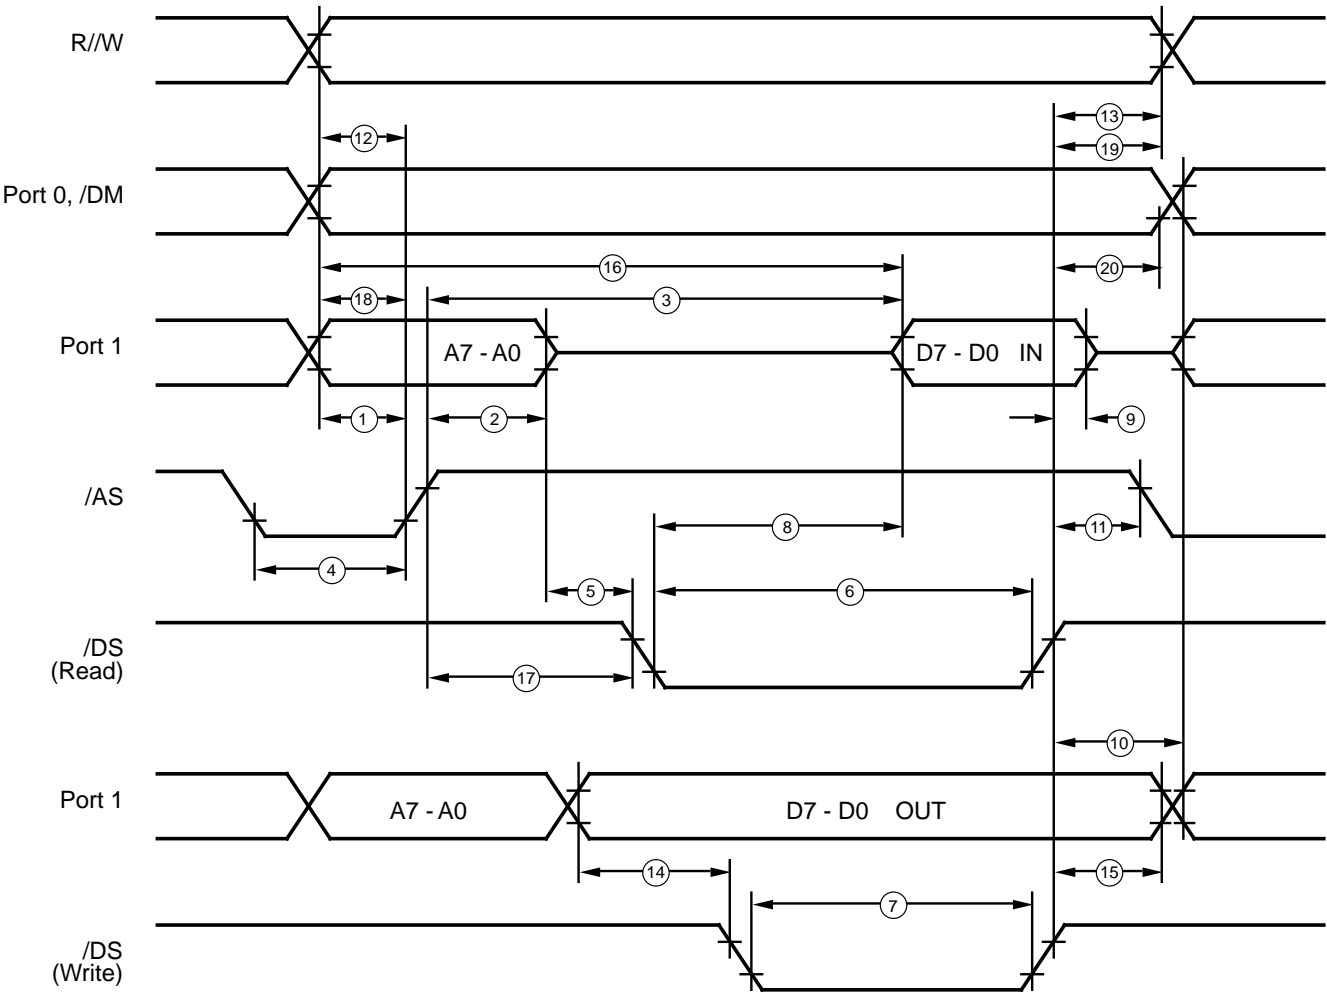 R//W
13
12
19
Port 0, /DM
16
20
18
3
Port 1
A7 - A0
D7 - D0 IN
1
2
9
/AS
8
11
4
5
6
/DS
(Read)
17
10
Port 1
A7 - A0
D7 - D0 OUT
14
15
7
/DS
(Write)